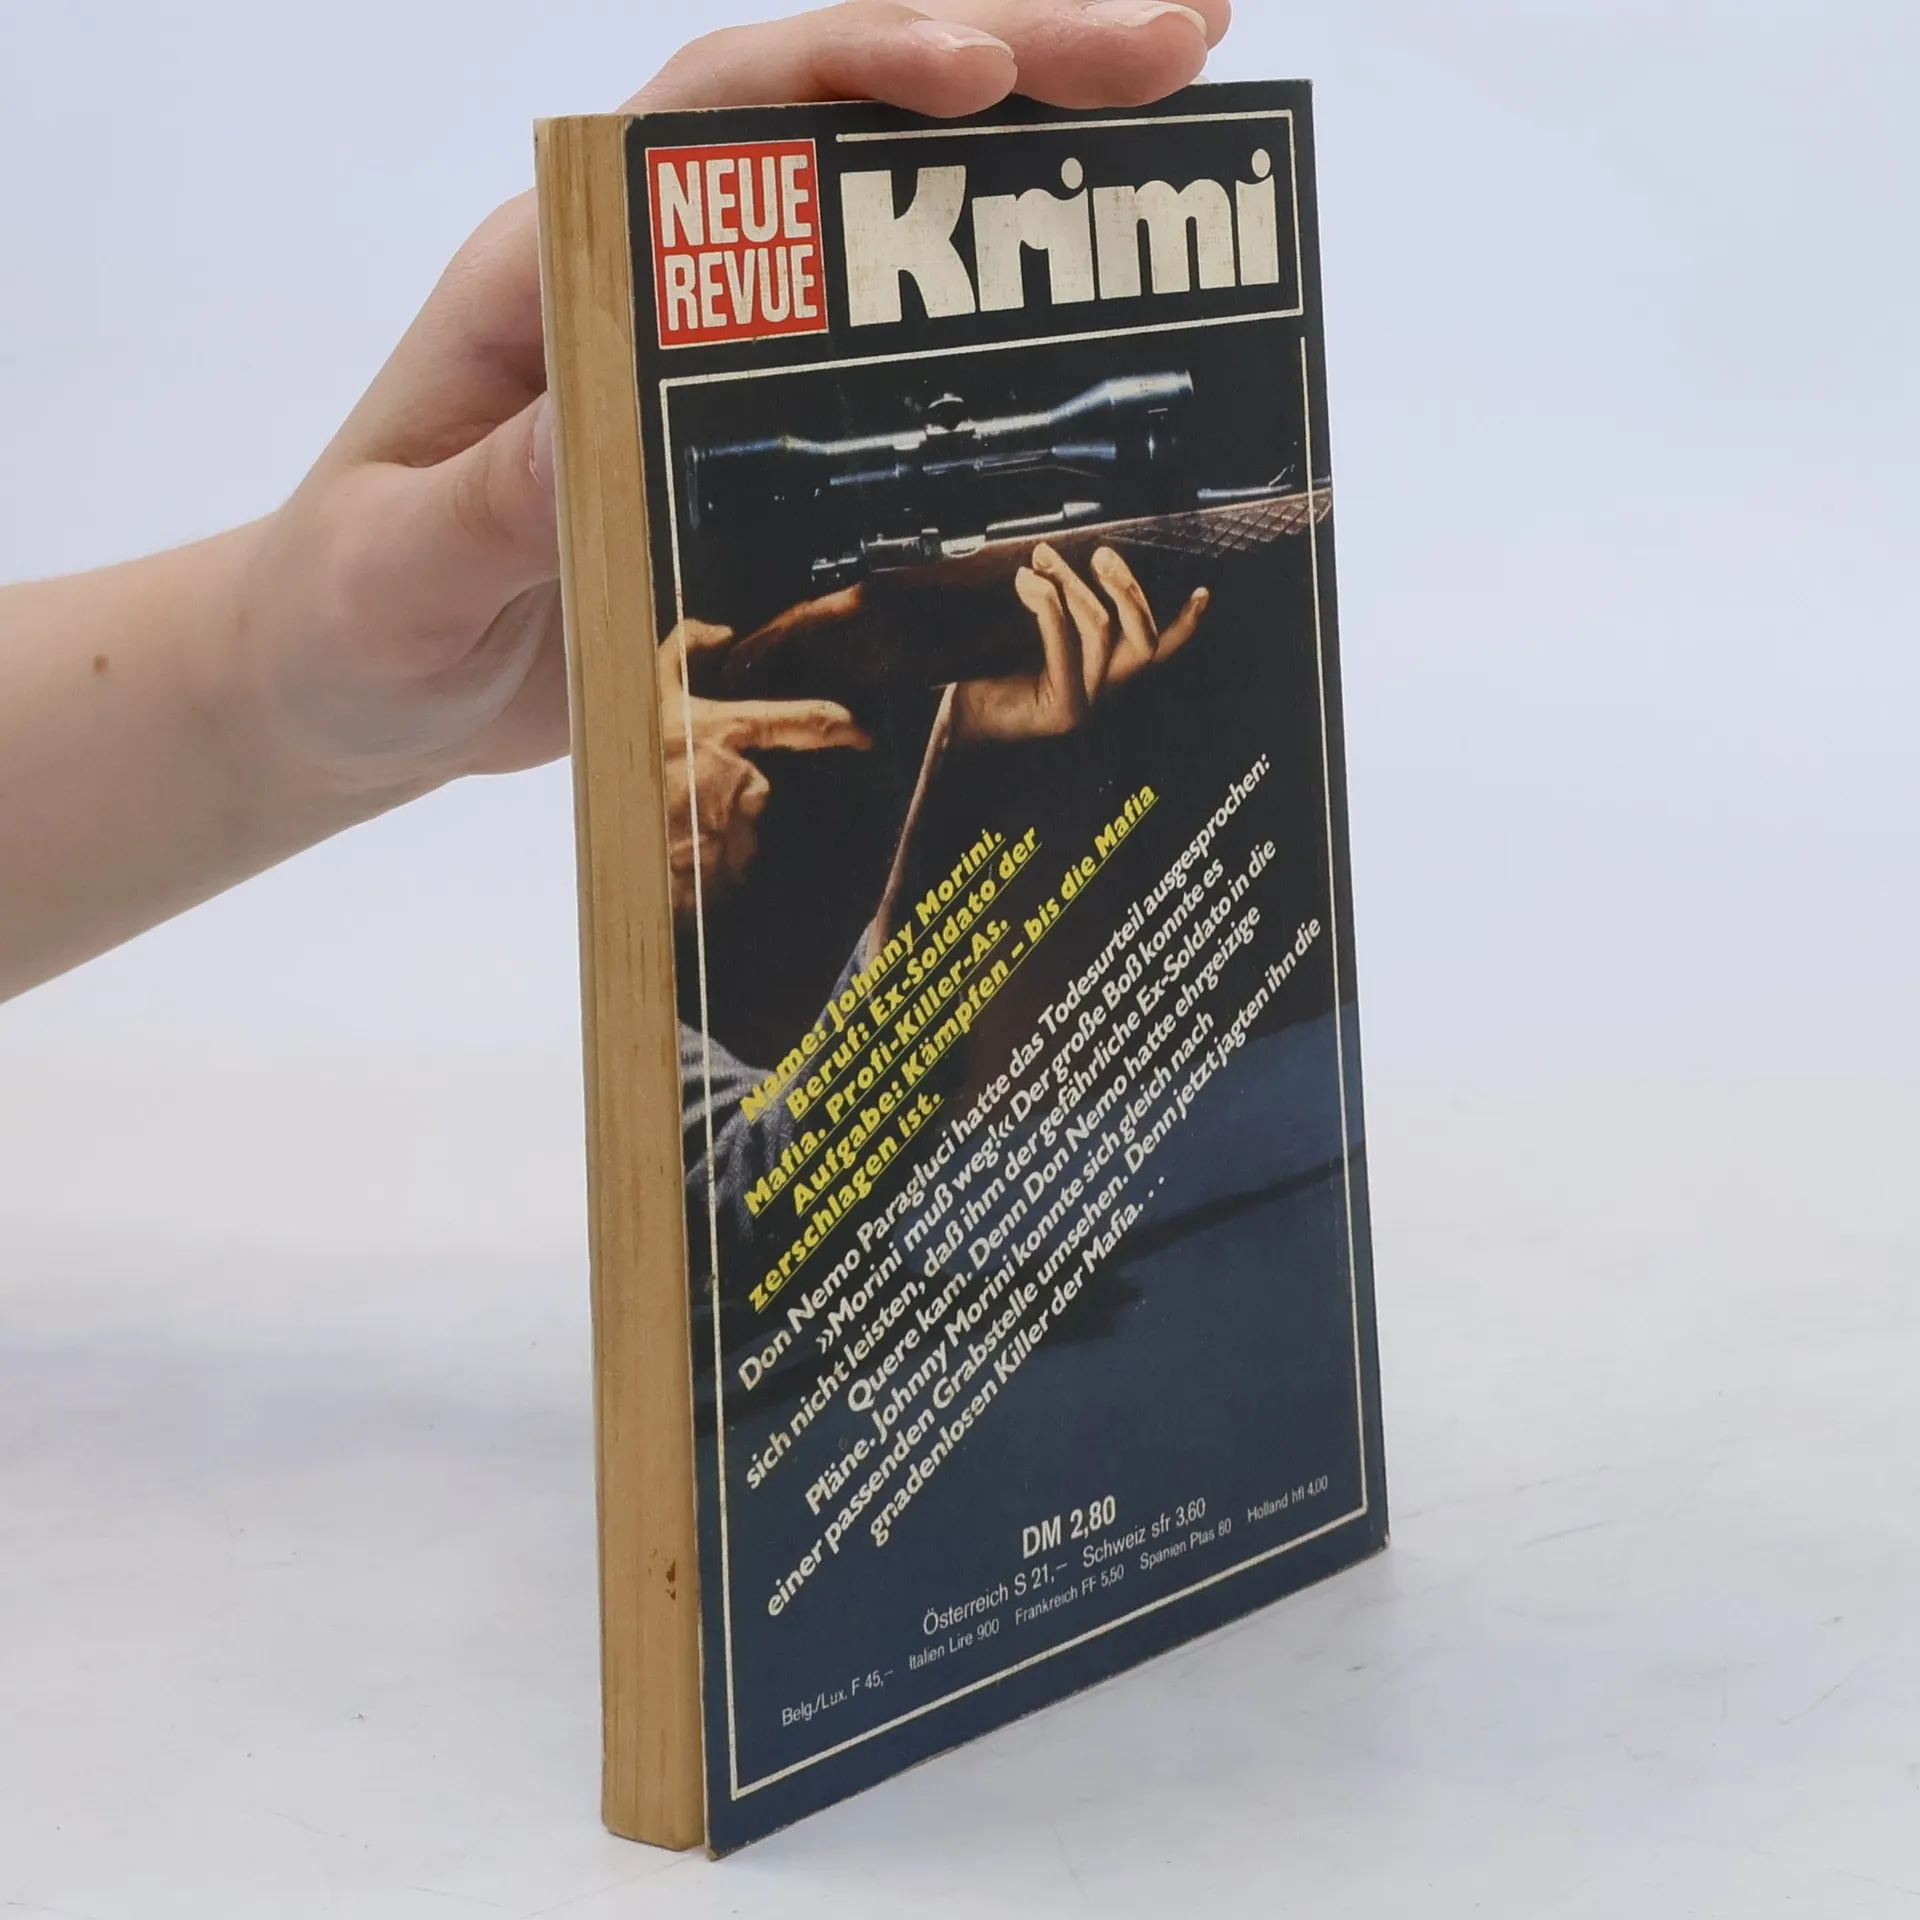 NEUE
REVUE
Krimi
Name: Johnny Morini.
Beruf: Ex-Soldato der
Mafia. Profi-Killer-As.
Aufgabe: Kämpfen – bis die Mafia
zerschlagen ist.
Don Nemo Paragluci hatte das Todesurteil ausgesprochen:
»Morini muß weg!« Der große Boß konnte es
sich nicht leisten, daß ihm der gefährliche Ex-Soldato in die
Quere kam. Denn Don Nemo hatte ehrgeizige
Pläne. Johnny Morini konnte sich gleich nach
einer passenden Grabstelle umsehen. Denn jetzt jagten ihn die
gnadenlosen Killer der Mafia. . .
DM 2,80
Österreich S 21,– Schweiz sfr 3,60
Belg./Lux. F 45,– Italien Lire 900 Frankreich FF 5,50 Spanien Ptas 80 Holland hfl 4,00